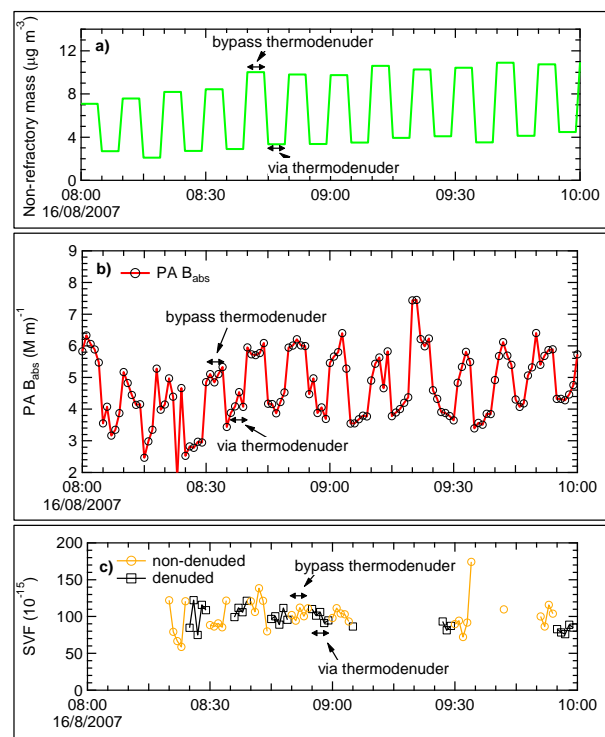 a)
bypass thermodenuder
via thermodenuder
Non-refractory mass (µg m⁻³)
12
8
4
0
08:00
08:30
09:00
09:30
10:00
16/08/2007
b)
PA Babs
bypass thermodenuder
via thermodenuder
PA Babs (M m⁻¹)
9
8
7
6
5
4
3
2
08:00
08:30
09:00
09:30
10:00
16/08/2007
c)
non-denuded
denuded
bypass thermodenuder
via thermodenuder
SVF (10⁻¹⁵)
200
150
100
50
0
08:00
08:30
09:00
09:30
10:00
16/8/2007